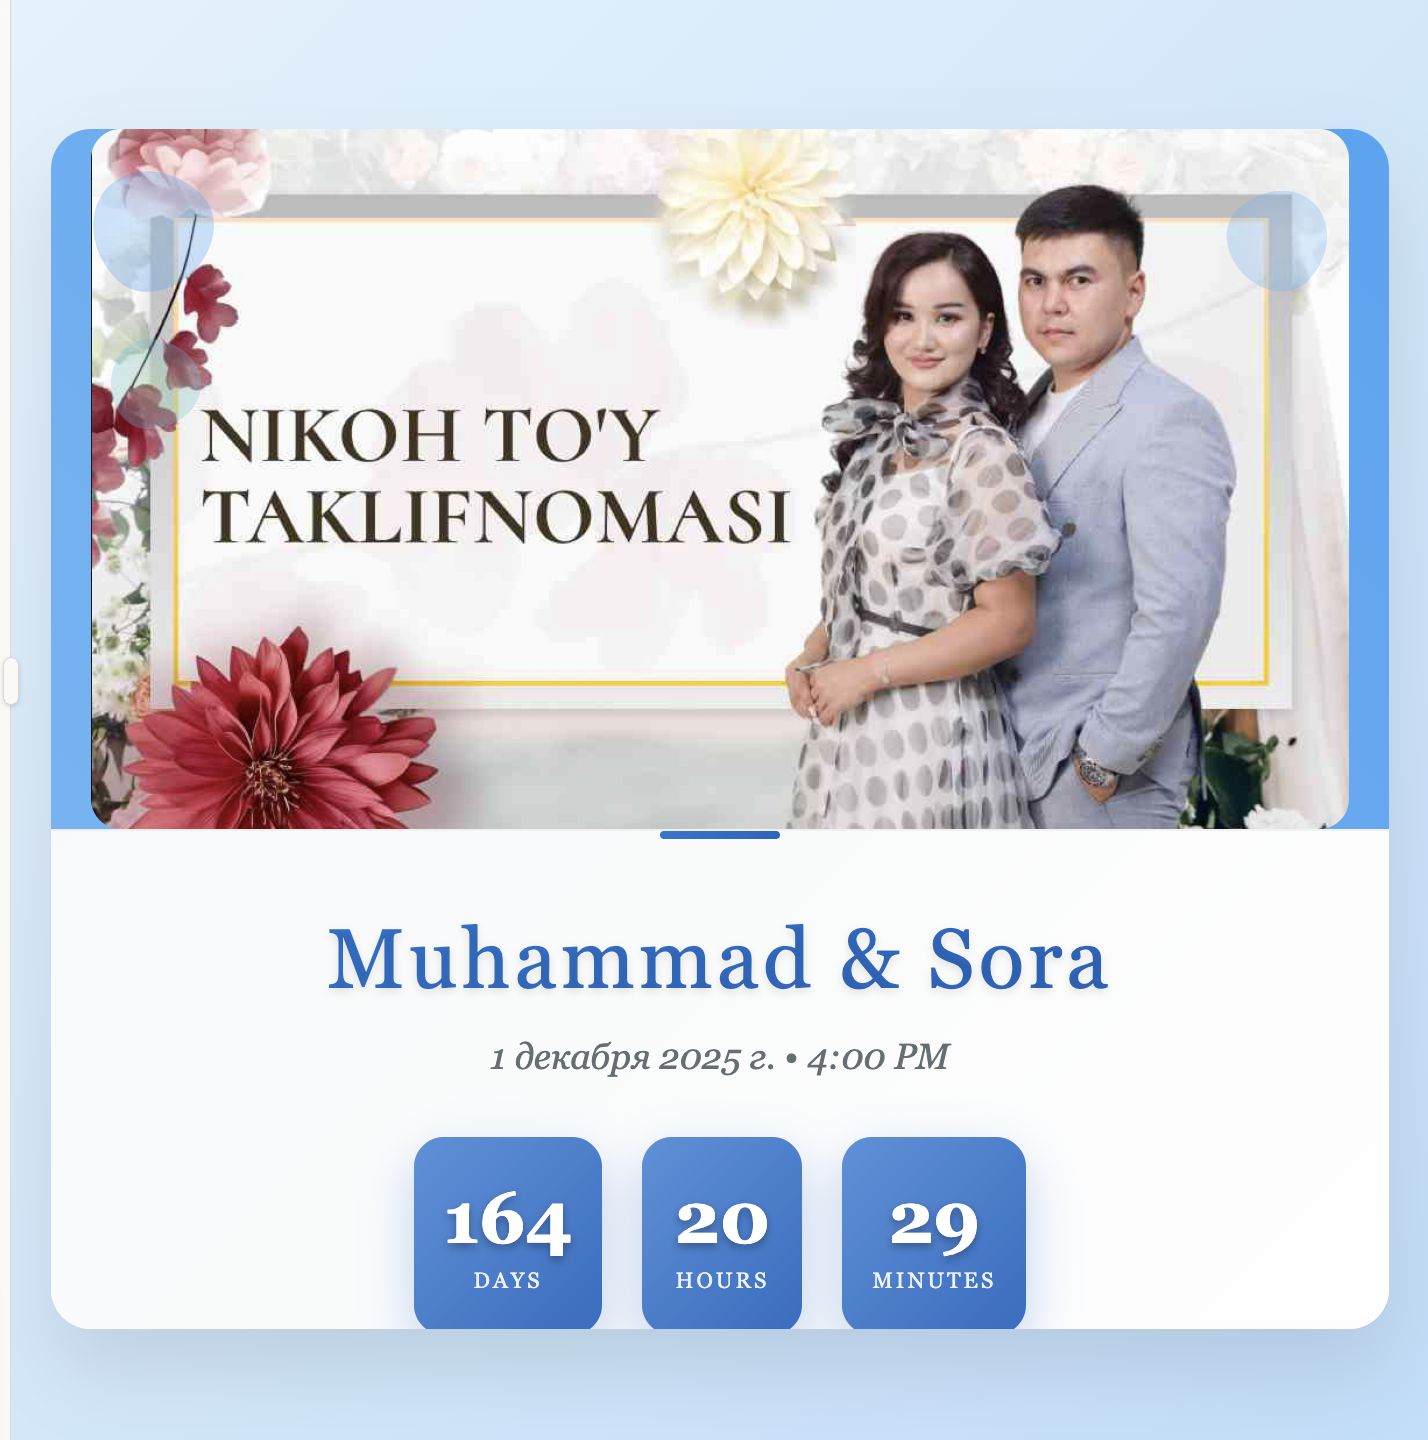 NIKOH TO'Y
TAKLIFNOMASI
Muhammad & Sora
1 декабря 2025 г. • 4:00 PM
164 20 29
DAYS HOURS MINUTES